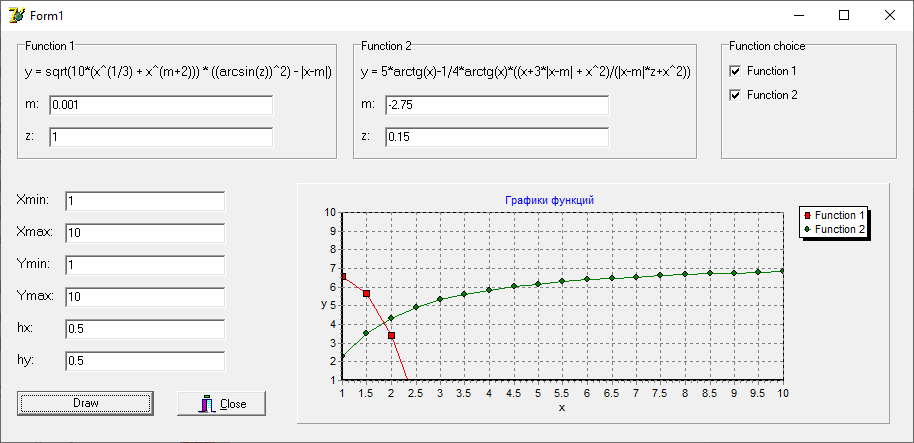 Form1
Function 1
y = sqrt(10*(x^(1/3) + x^(m+2))) * ((arcsin(z))^2) - |x-m|)
m: 0.001
z: 1
Function 2
y = 5*arctg(x)-1/4*arctg(x)*((x+3*|x-m| + x^2)/(|x-m|*z+x^2))
m: -2.75
z: 0.15
Function choice
Function 1
Function 2
Xmin: 1
Xmax: 10
Ymin: 1
Ymax: 10
hx: 0.5
hy: 0.5
Draw
Close
Графики функций
10
9
8
7
6
5
4
3
2
1
y
1 1.5 2 2.5 3 3.5 4 4.5 5 5.5 6 6.5 7 7.5 8 8.5 9 9.5 10
x
Function 1
Function 2